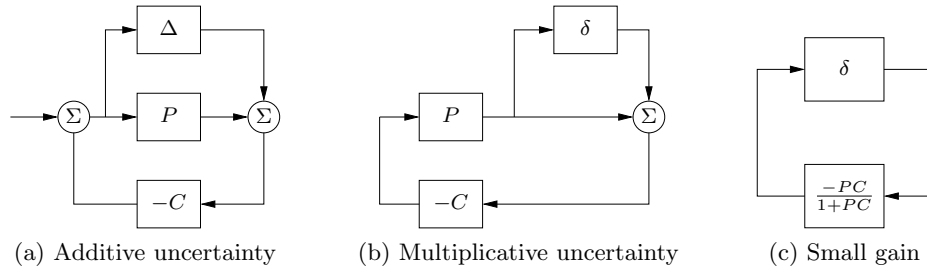 Δ
δ
δ
Σ
P
Σ
P
Σ
−C
−C
−PC
1+PC
(a) Additive uncertainty
(b) Multiplicative uncertainty
(c) Small gain